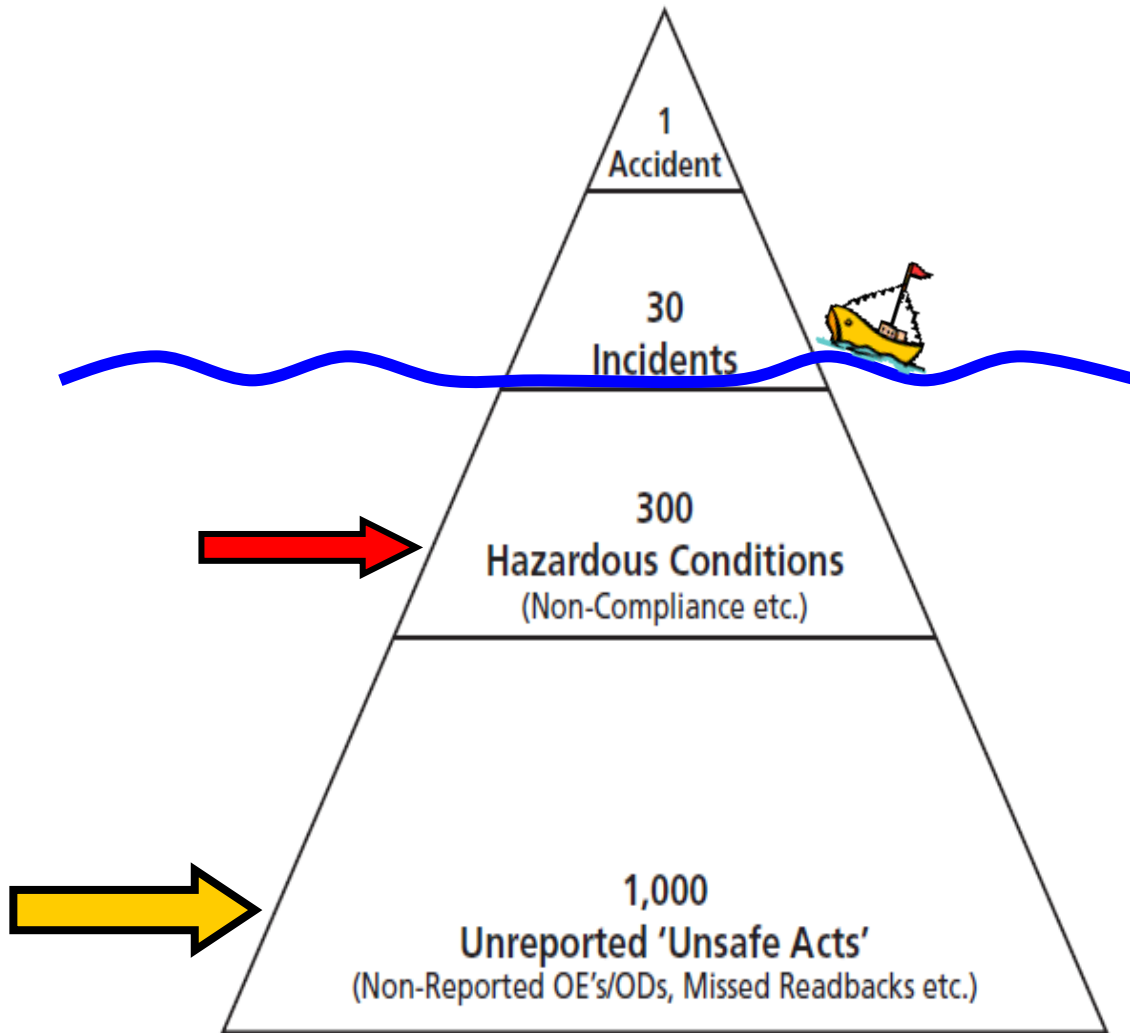 1
Accident
30
Incidents
300
Hazardous Conditions
(Non-Compliance etc.)
1,000
Unreported ‘Unsafe Acts’
(Non-Reported OE's/ODs, Missed Readbacks etc.)